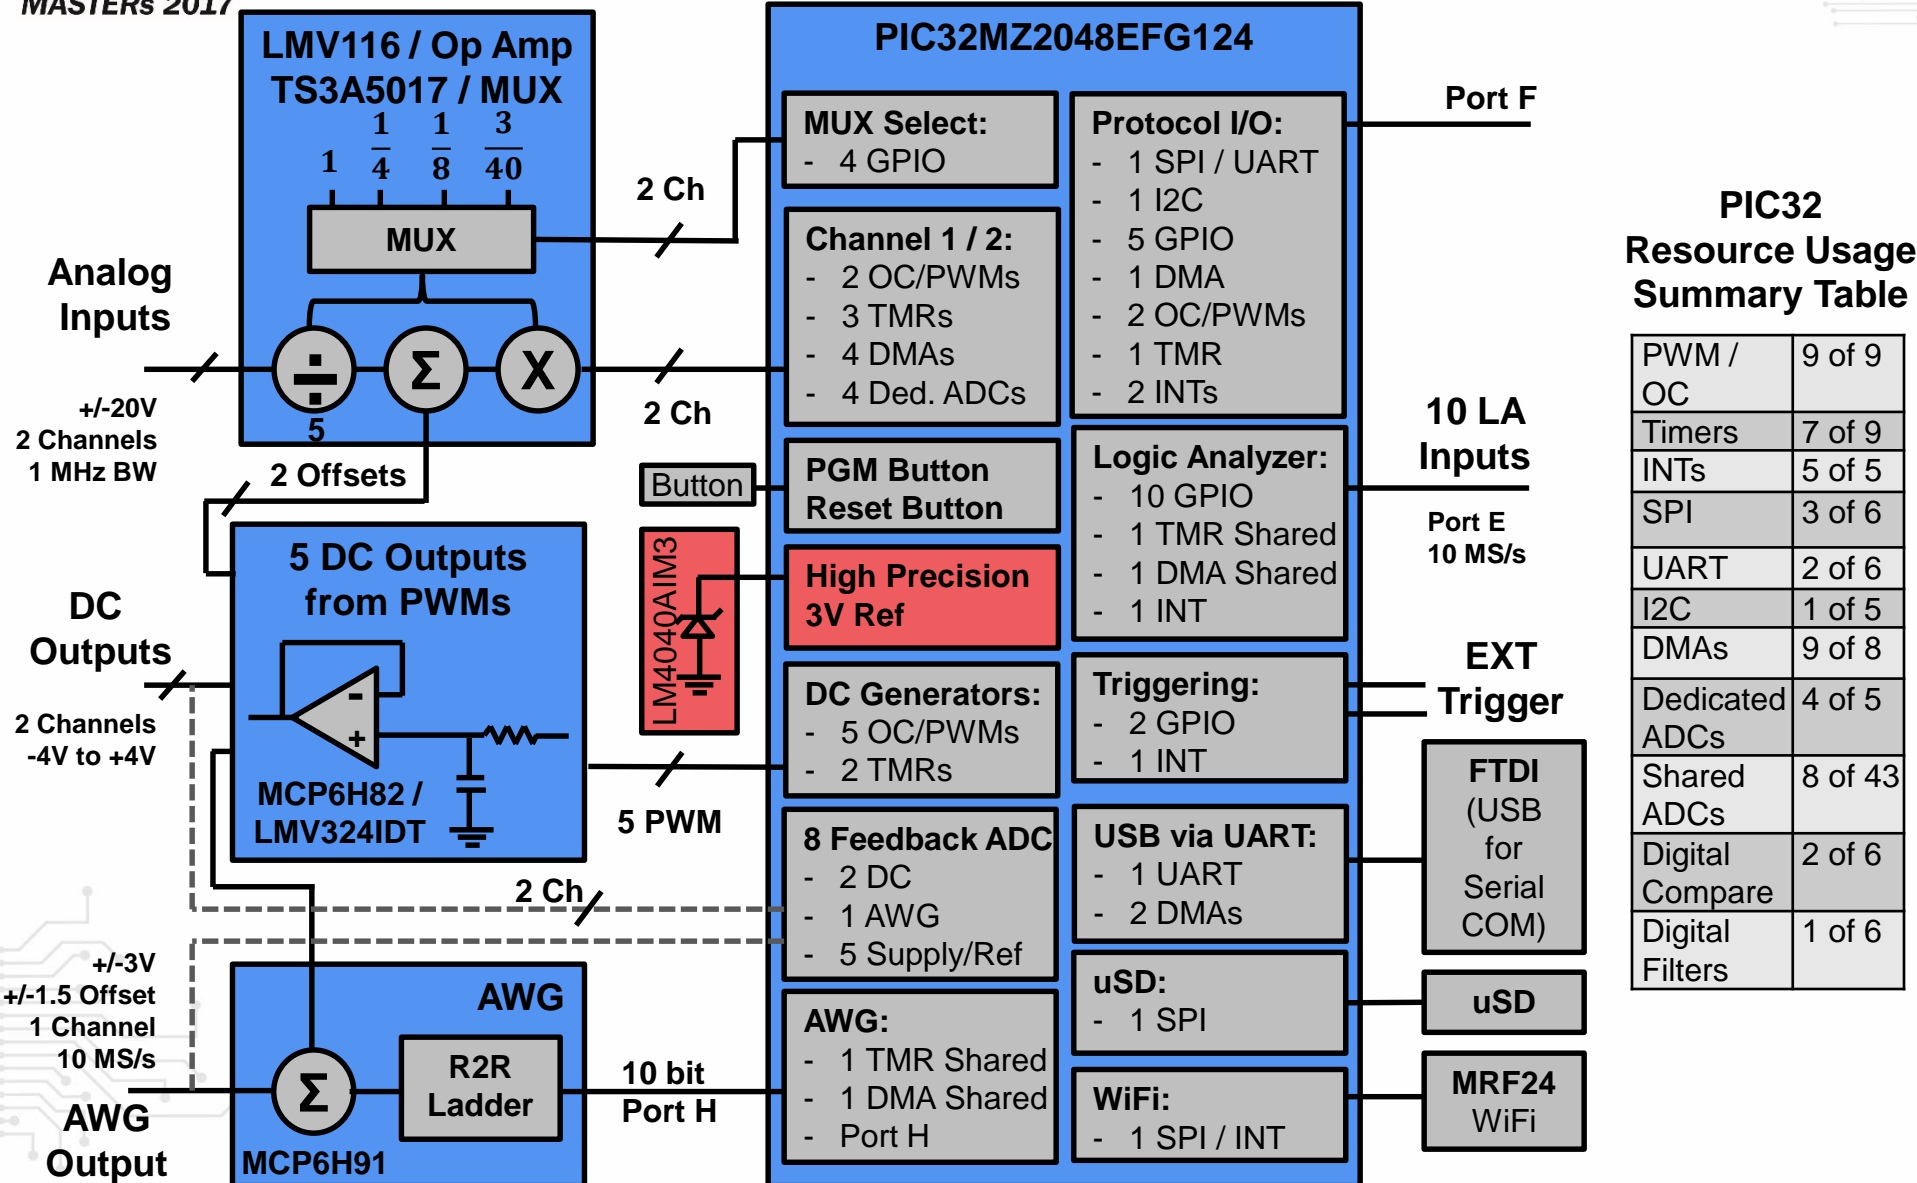 MASTERs 2017
LMV116 / Op Amp
TS3A5017 / MUX
1 1/4 1/8 3/40
MUX
Analog
Inputs
+/-20V
2 Channels
1 MHz BW
÷
Σ
X
5
2 Ch
2 Ch
2 Offsets
5 DC Outputs
from PWMs
-
+
MCP6H82 /
LMV324IDT
DC
Outputs
2 Channels
-4V to +4V
5 PWM
2 Ch
+/-3V
+/-1.5 Offset
1 Channel
10 MS/s
AWG
Output
AWG
Σ
R2R
Ladder
MCP6H91
10 bit
Port H
Button
LM4040AIM3
PIC32MZ2048EFG124
MUX Select:
- 4 GPIO
Channel 1 / 2:
- 2 OC/PWMs
- 3 TMRs
- 4 DMAs
- 4 Ded. ADCs
PGM Button
Reset Button
High Precision
3V Ref
DC Generators:
- 5 OC/PWMs
- 2 TMRs
8 Feedback ADC
- 2 DC
- 1 AWG
- 5 Supply/Ref
AWG:
- 1 TMR Shared
- 1 DMA Shared
- Port H
Protocol I/O:
- 1 SPI / UART
- 1 I2C
- 5 GPIO
- 1 DMA
- 2 OC/PWMs
- 1 TMR
- 2 INTs
Logic Analyzer:
- 10 GPIO
- 1 TMR Shared
- 1 DMA Shared
- 1 INT
Triggering:
- 2 GPIO
- 1 INT
USB via UART:
- 1 UART
- 2 DMAs
uSD:
- 1 SPI
WiFi:
- 1 SPI / INT
Port F
10 LA
Inputs
Port E
10 MS/s
EXT
Trigger
FTDI
(USB
for
Serial
COM)
uSD
MRF24
WiFi
PIC32
Resource Usage
Summary Table
PWM / 9 of 9
OC
Timers 7 of 9
INTs 5 of 5
SPI 3 of 6
UART 2 of 6
I2C 1 of 5
DMAs 9 of 8
Dedicated 4 of 5
ADCs
Shared 8 of 43
ADCs
Digital 2 of 6
Compare
Digital 1 of 6
Filters